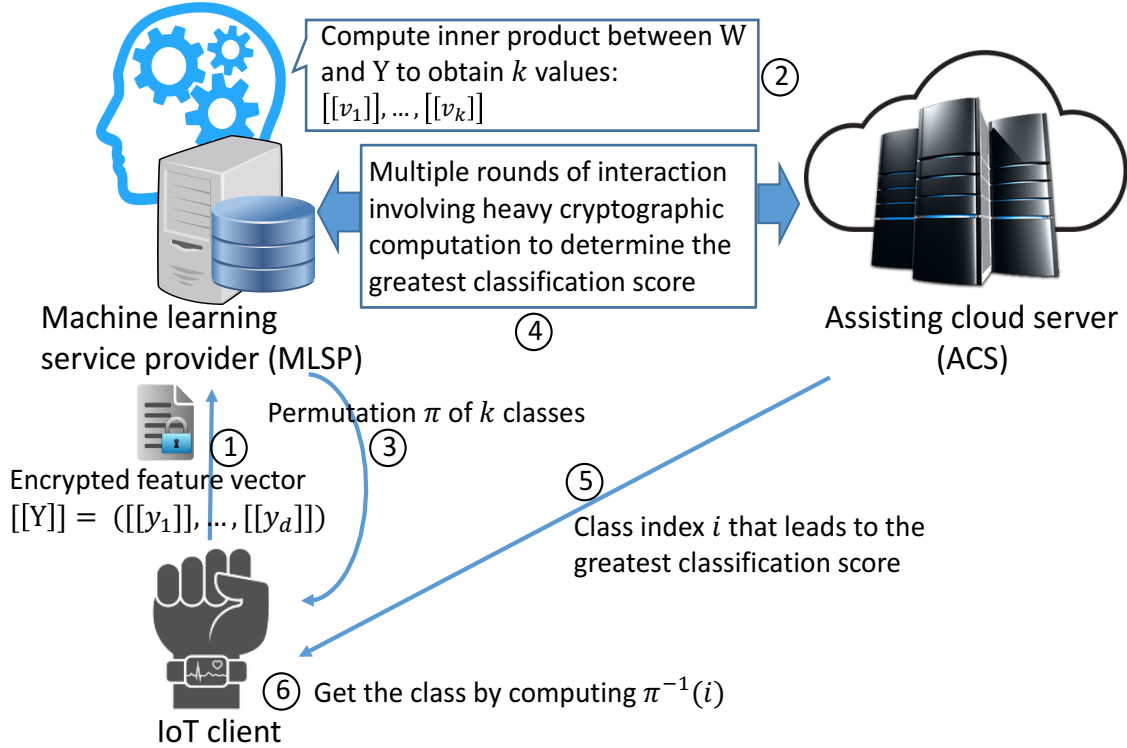 Compute inner product between W
and Y to obtain k values:
[[v₁]], … , [[vₖ]]
②
Multiple rounds of interaction
involving heavy cryptographic
computation to determine the
greatest classification score
④
Machine learning
service provider (MLSP)
Assisting cloud server
(ACS)
Permutation π of k classes
①
③
Encrypted feature vector
[[Y]] = ([[y₁]], … , [[y_d]])
⑤
Class index i that leads to the
greatest classification score
⑥ Get the class by computing π⁻¹(i)
IoT client